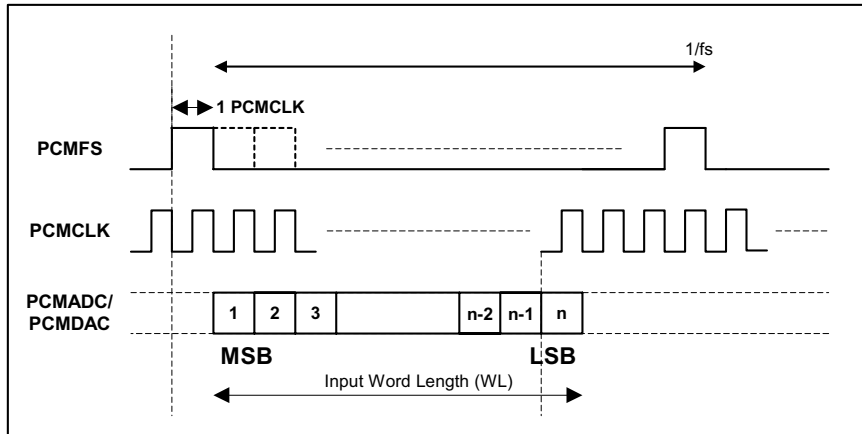 1/fs
1 PCMCLK
PCMFS
PCMCLK
PCMADC/
PCMDAC
1 2 3 n-2 n-1 n
MSB LSB
Input Word Length (WL)